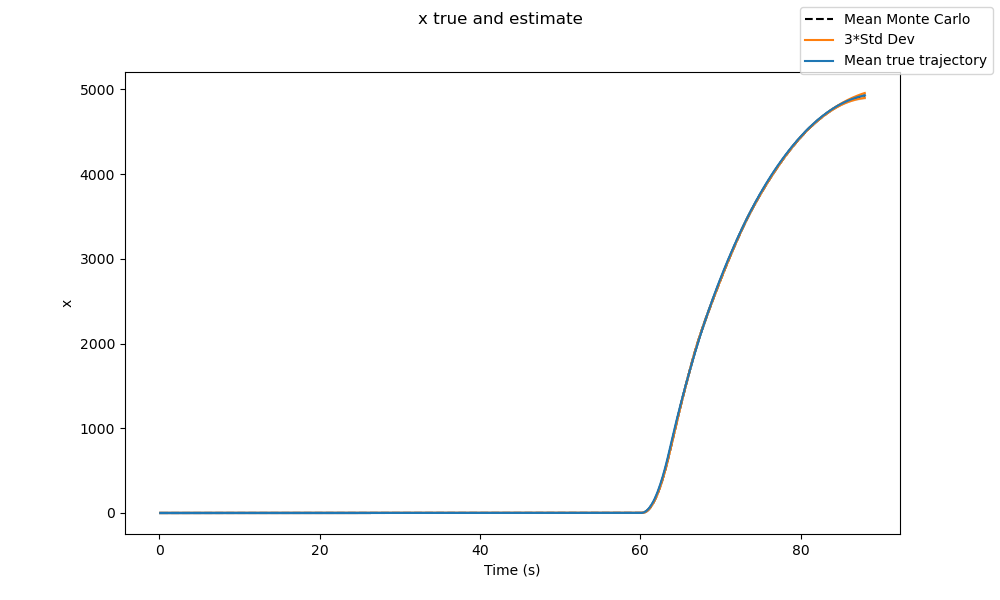 x true and estimate
Mean Monte Carlo
3*Std Dev
Mean true trajectory
5000
4000
3000
2000
1000
0
x
0 20 40 60 80
Time (s)